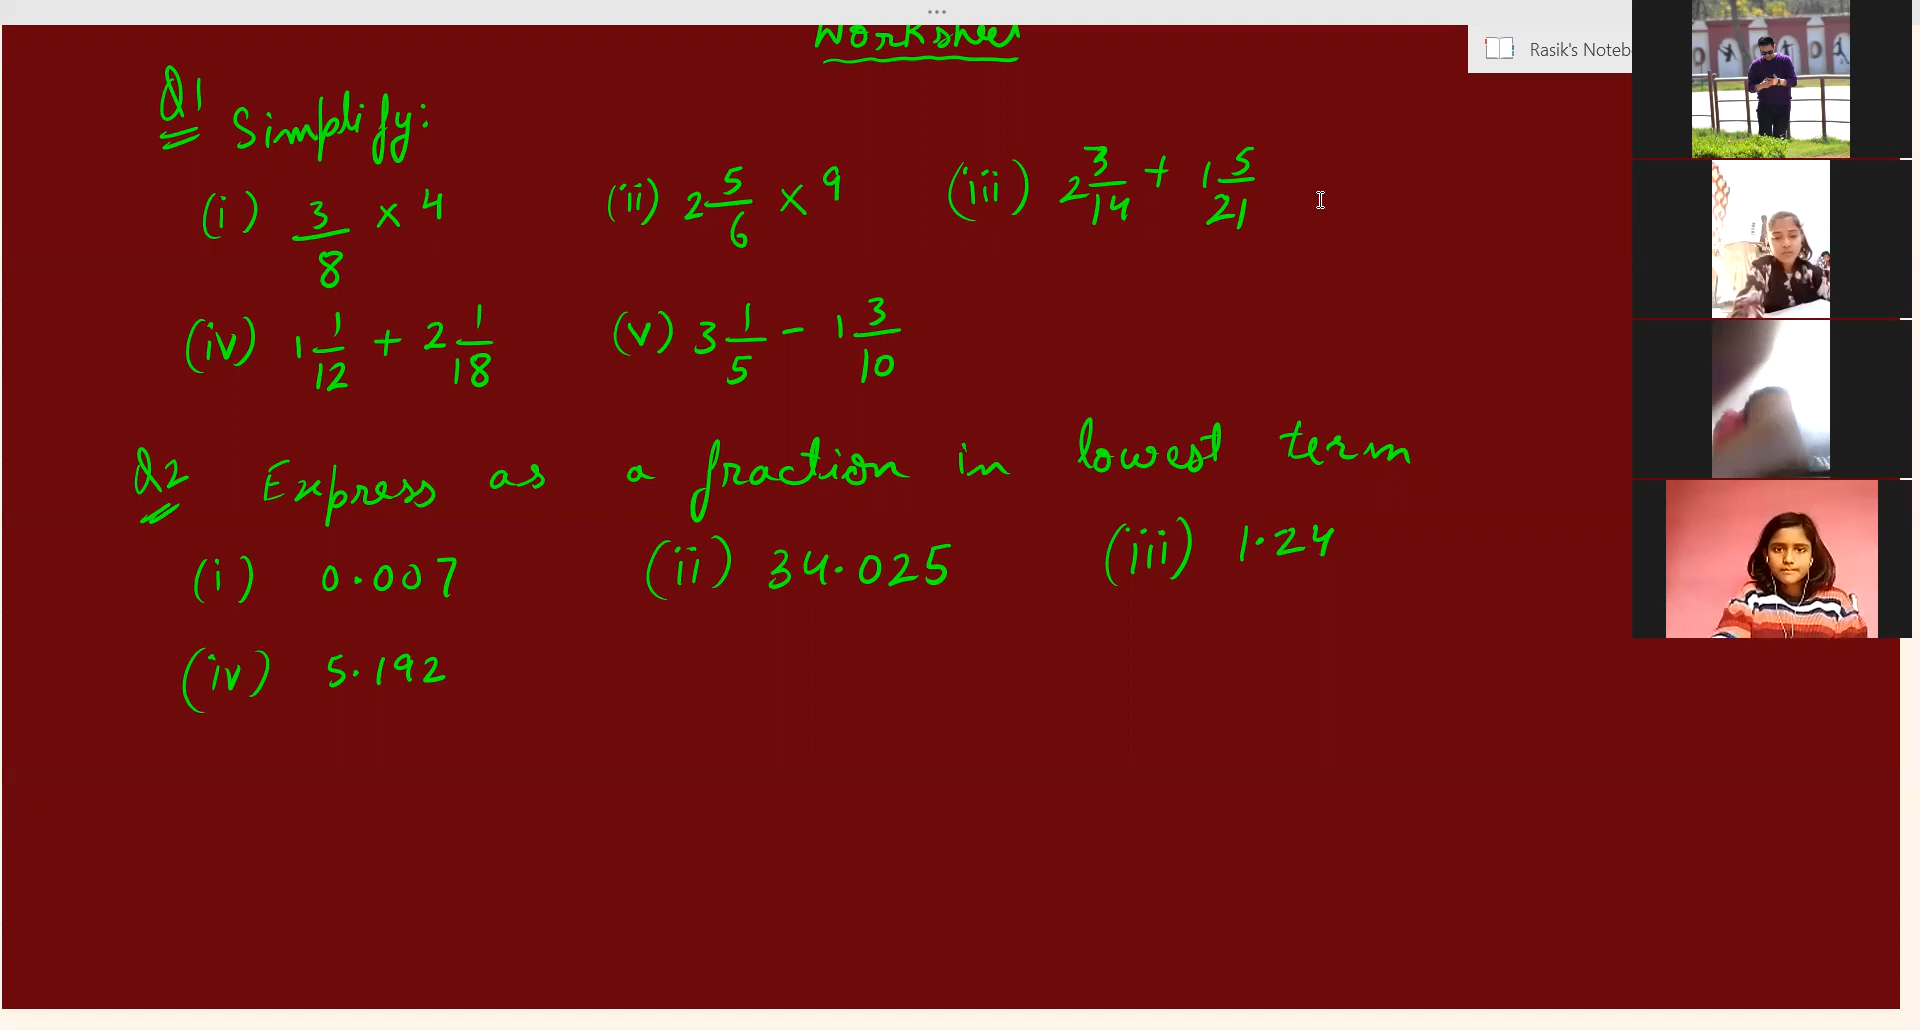 Worksheet
Rasik's Noteb
Q1 Simplify:
(i) 3/8 × 4 (ii) 2 5/6 × 9 (iii) 2 3/14 + 1 5/21
(iv) 1 1/12 + 2 1/18 (v) 3 1/5 - 1 3/10
Q2 Express as a fraction in lowest term
(i) 0.007 (ii) 34.025 (iii) 1.24
(iv) 5.192